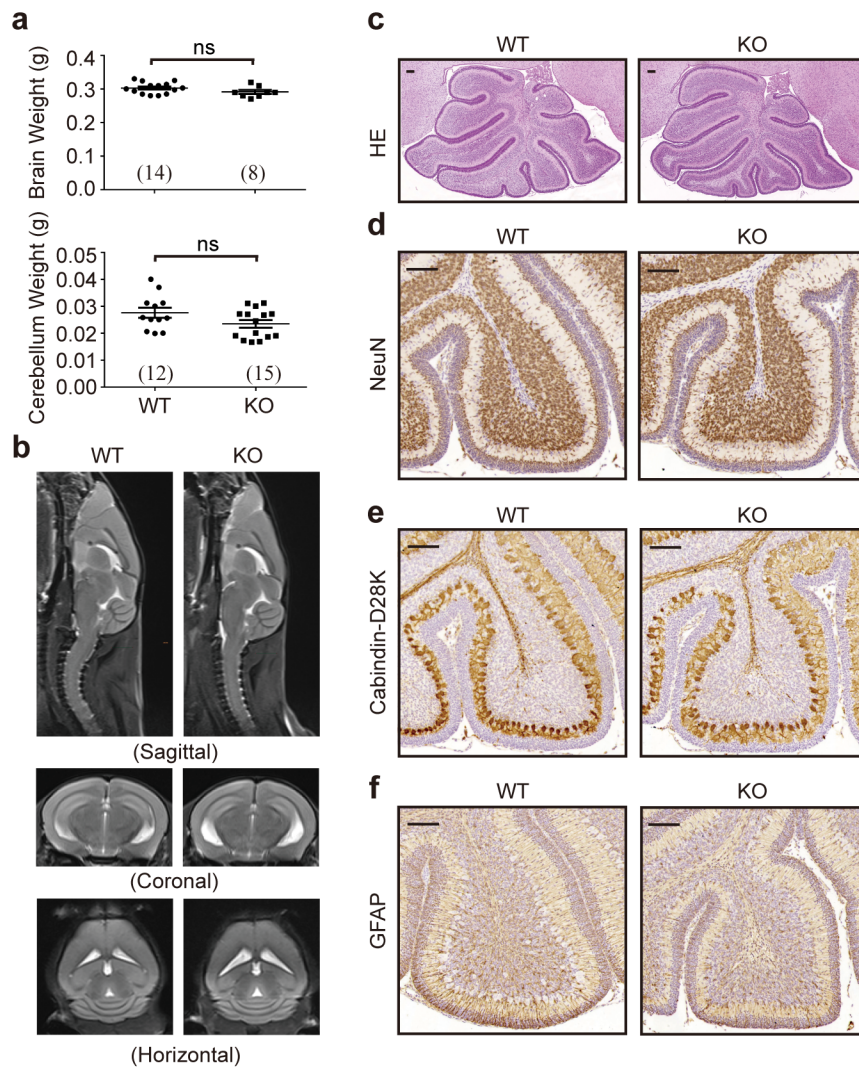 a
ns
Brain Weight (g)
0.4
0.3
0.2
0.1
0.0
(14)
(8)
ns
Cerebellum Weight (g)
0.05
0.04
0.03
0.02
0.01
0.00
(12)
(15)
WT
KO
b
WT
KO
(Sagittal)
(Coronal)
(Horizontal)
c
WT
KO
HE
d
WT
KO
NeuN
e
WT
KO
Cabindin-D28K
f
WT
KO
GFAP